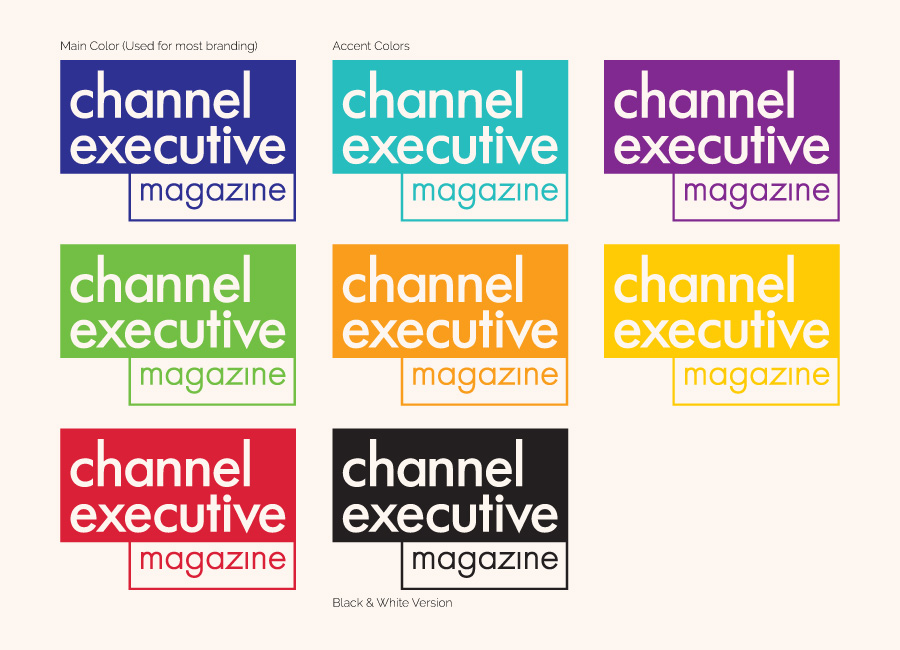 Main Color (Used for most branding)
Accent Colors
channel
executive
magazine
channel
executive
magazine
channel
executive
magazine
channel
executive
magazine
channel
executive
magazine
channel
executive
magazine
channel
executive
magazine
channel
executive
magazine
Black & White Version